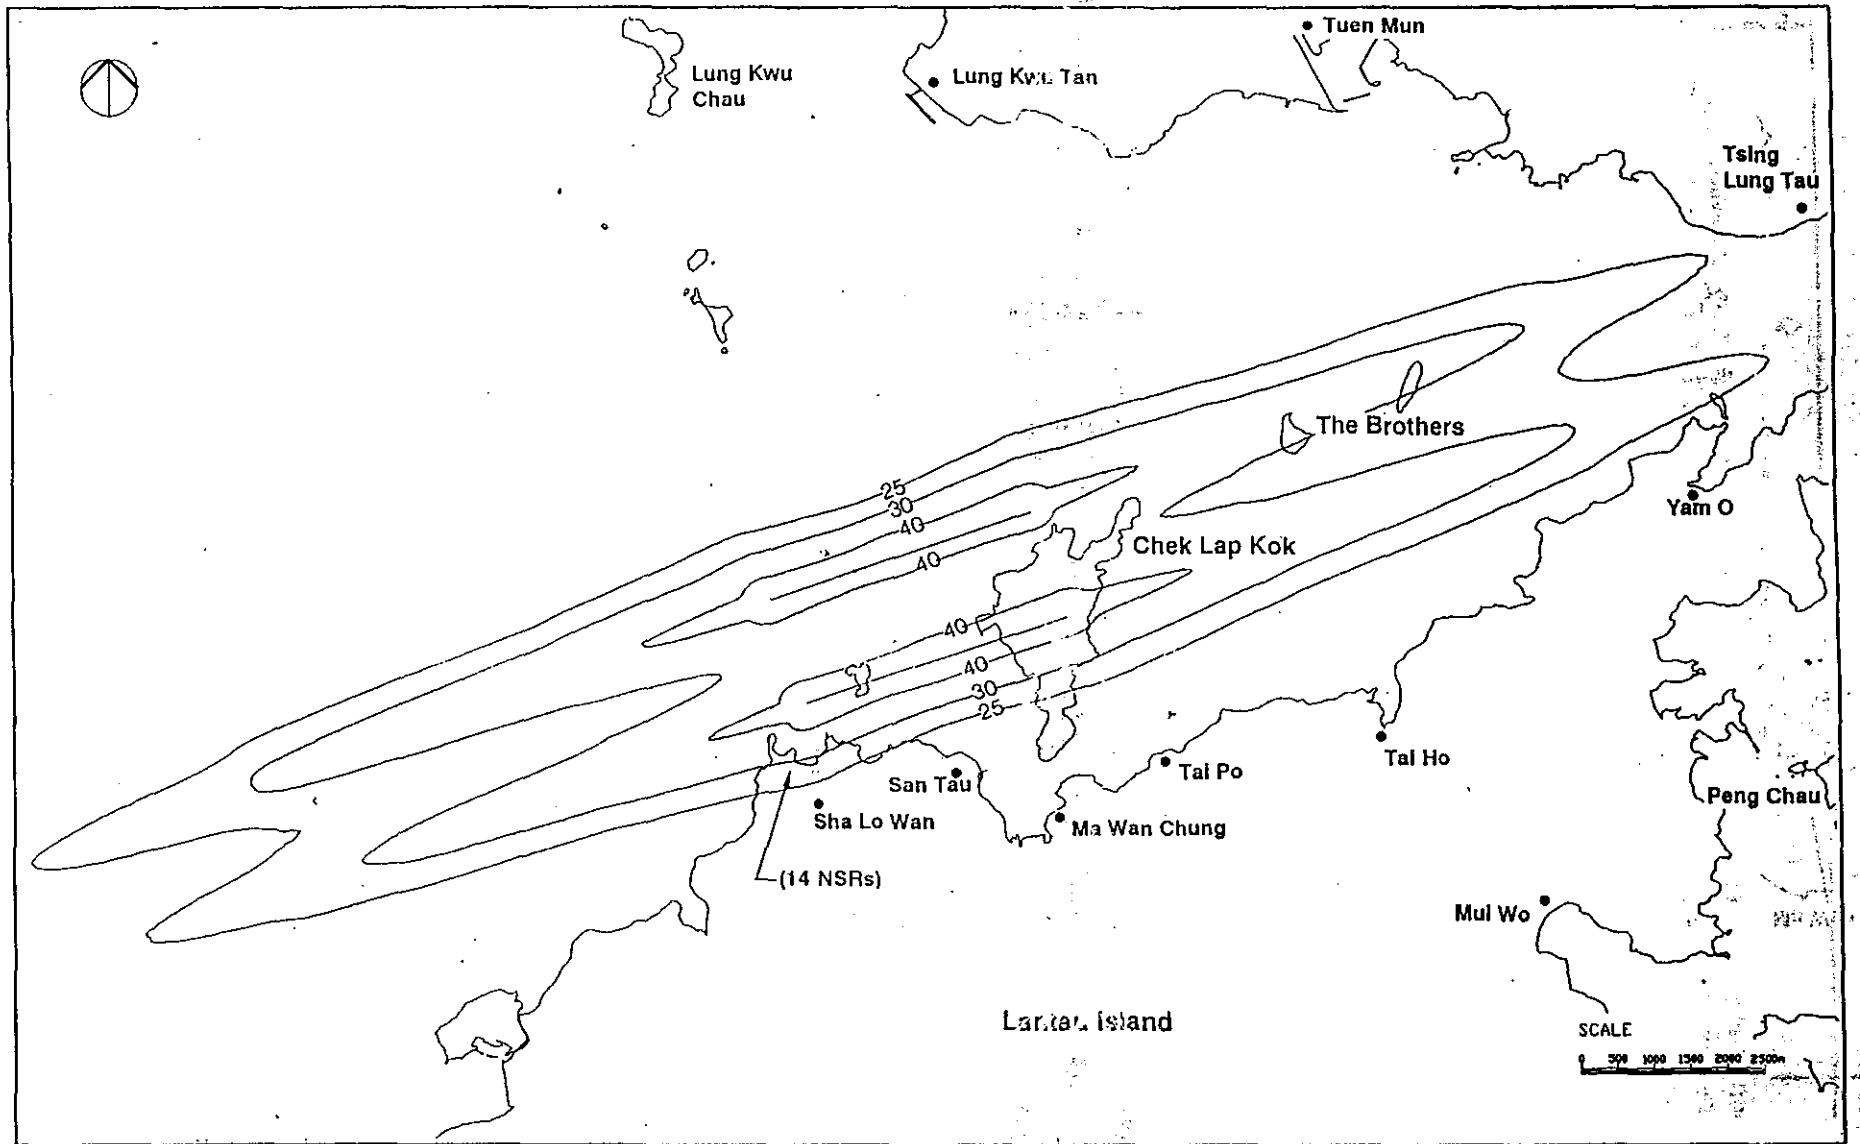 Tuen Mun
Lung Kwu
Chau
Lung Kwu Tan
Tsing
Lung Tau
The Brothers
25
30
40
40
Yam O
Chek Lap Kok
40
40
30
25
San Tau
Tai Po
Tai Ho
Peng Chau
Sha Lo Wan
Ma Wan Chung
(14 NSRs)
Mui Wo
Lantau Island
SCALE
0 500 1000 1500 2000 2500m